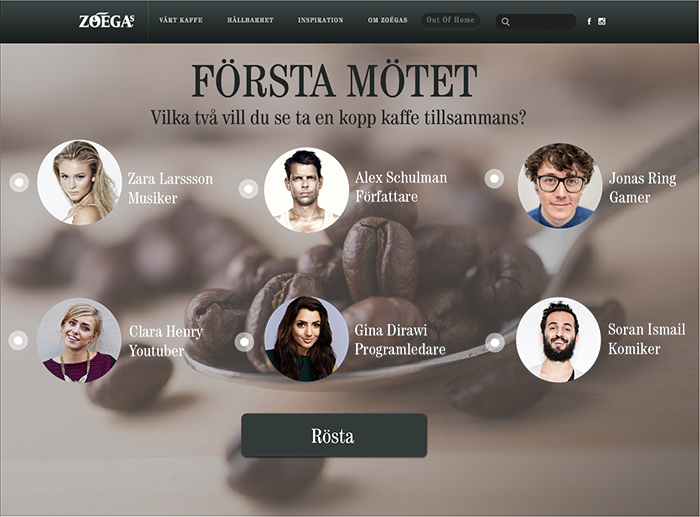 ZOÉGAS
VÅRT KAFFE
HÅLLBARHET
INSPIRATION
OM ZOÉGAS
Out Of Home
FÖRSTA MÖTET
Vilka två vill du se ta en kopp kaffe tillsammans?
Zara Larssson
Musiker
Alex Schulman
Författare
Jonas Ring
Gamer
Clara Henry
Youtuber
Gina Dirawi
Programledare
Soran Ismail
Komiker
Rösta